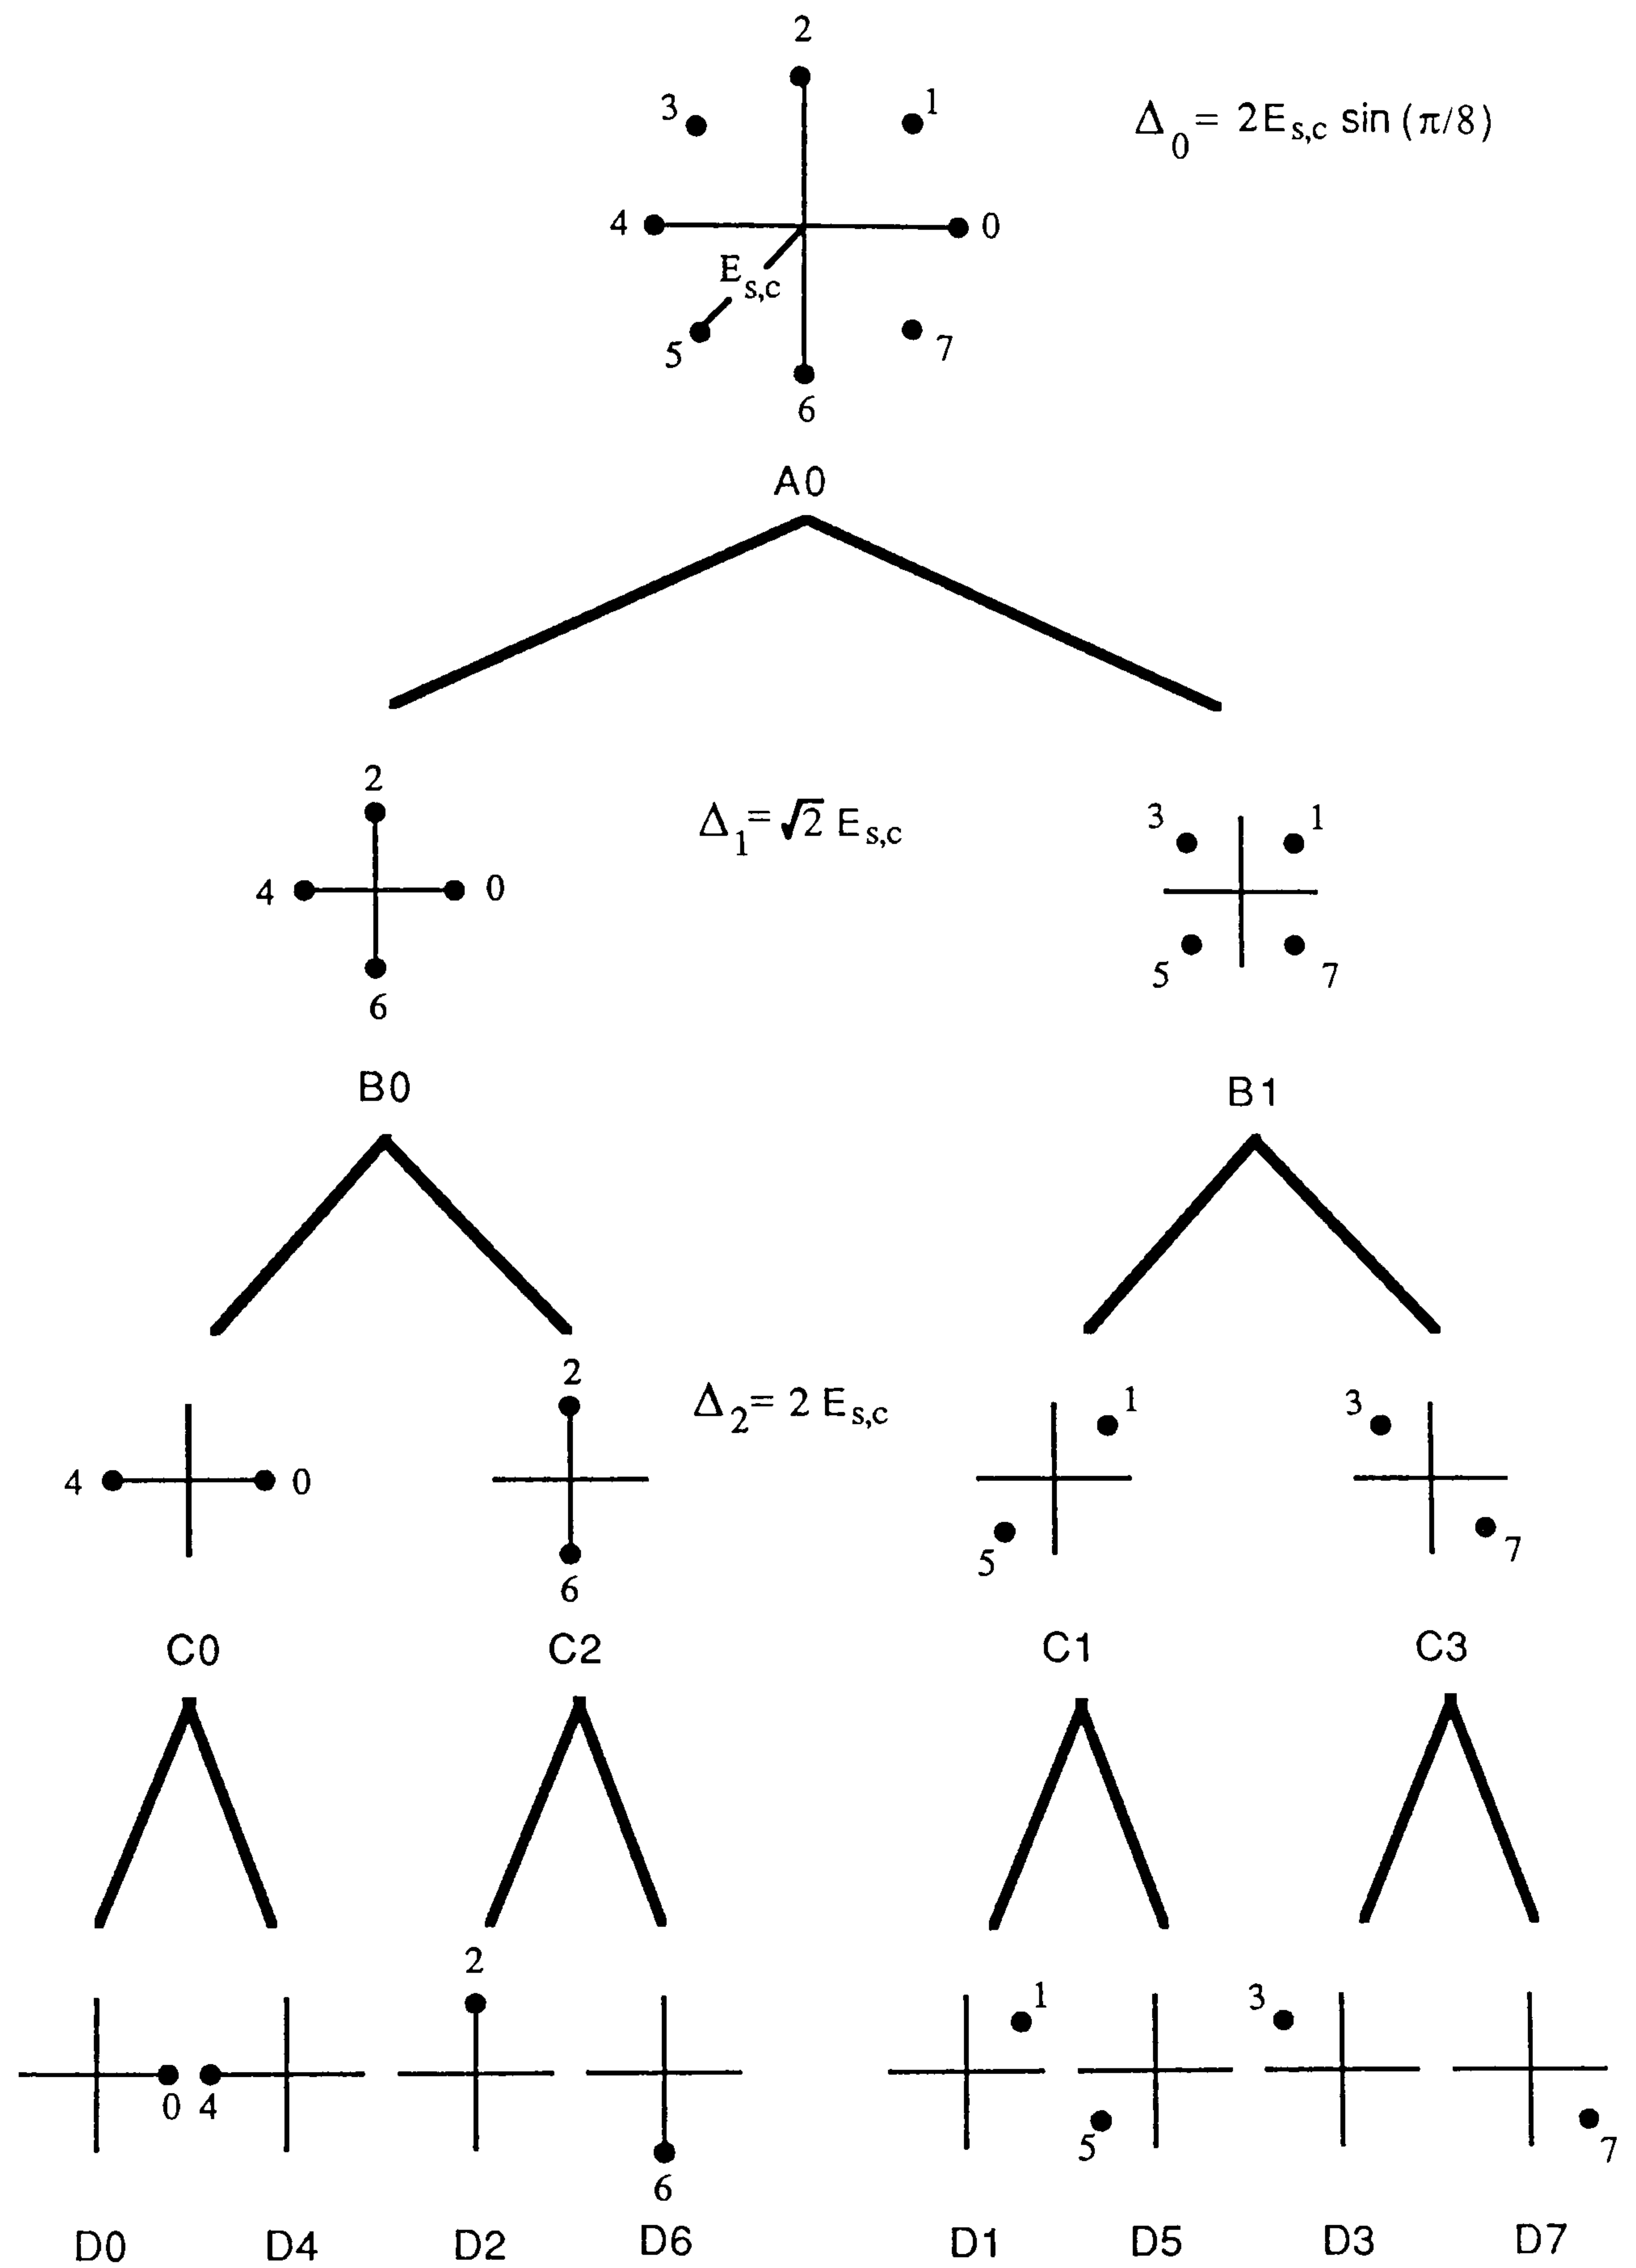 2
3 1
Δ0 = 2Es,c sin (π/8)
4 0
Es,c
5 7
6
A0
2
Δ1= √2 Es,c
3 1
4 0
5 7
6
B0 B1
2
Δ2= 2 Es,c
1 3
4 0
5 7
6
C0 C2 C1 C3
2
1 3
0 4
5 7
6
D0 D4 D2 D6 D1 D5 D3 D7